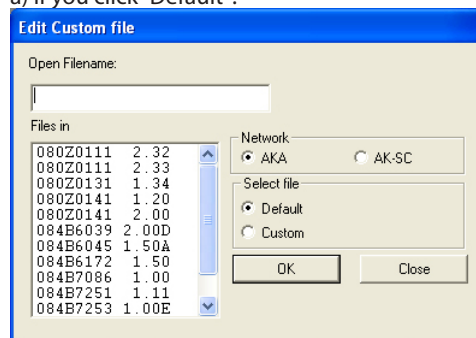 a) If you click "Default":
Edit Custom file
Open Filename:
Files in
080Z0111 2.32
080Z0111 2.33
080Z0131 1.34
080Z0141 1.20
080Z0141 2.00
084B6039 2.00D
084B6045 1.50A
084B6172 1.50
084B7086 1.00
084B7251 1.11
084B7253 1.00E
Network
AKA
AK-SC
Select file
Default
Custom
OK
Close